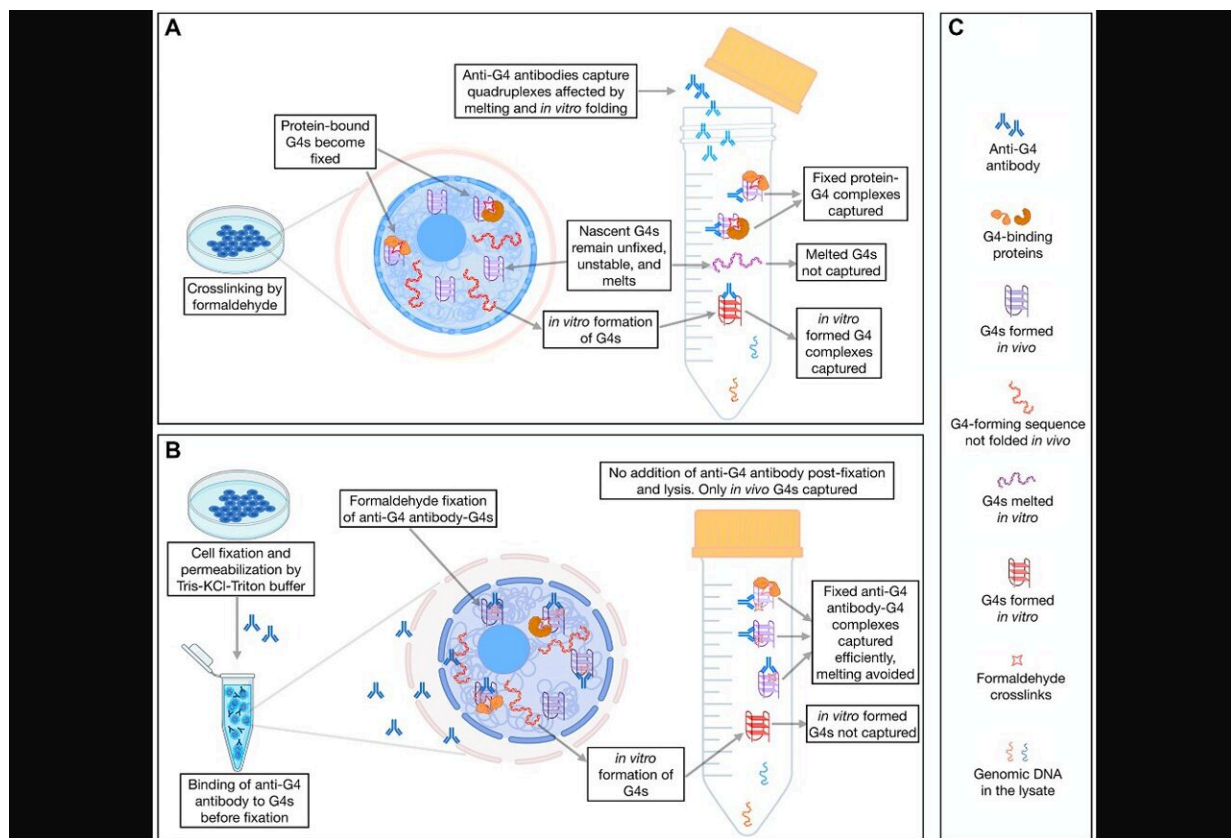 A
Anti-G4 antibodies capture
quadruplexes affected by
melting and in vitro folding
Protein-bound
G4s become
fixed
Fixed protein-
G4 complexes
captured
Nascent G4s
remain unfixed,
unstable, and
melts
Melted G4s
not captured
Crosslinking by
formaldehyde
in vitro formation
of G4s
in vitro
formed G4
complexes
captured
B
No addition of anti-G4 antibody post-fixation
and lysis. Only in vivo G4s captured
Formaldehyde fixation
of anti-G4 antibody-G4s
Cell fixation and
permeabilization by
Tris-KCl-Triton buffer
Fixed anti-G4
antibody-G4
complexes
captured
efficiently,
melting avoided
in vitro formed
G4s not captured
in vitro
formation of
G4s
Binding of anti-G4
antibody to G4s
before fixation
C
Anti-G4
antibody
G4-binding
proteins
G4s formed
in vivo
G4-forming sequence
not folded in vivo
G4s melted
in vitro
G4s formed
in vitro
Formaldehyde
crosslinks
Genomic DNA
in the lysate